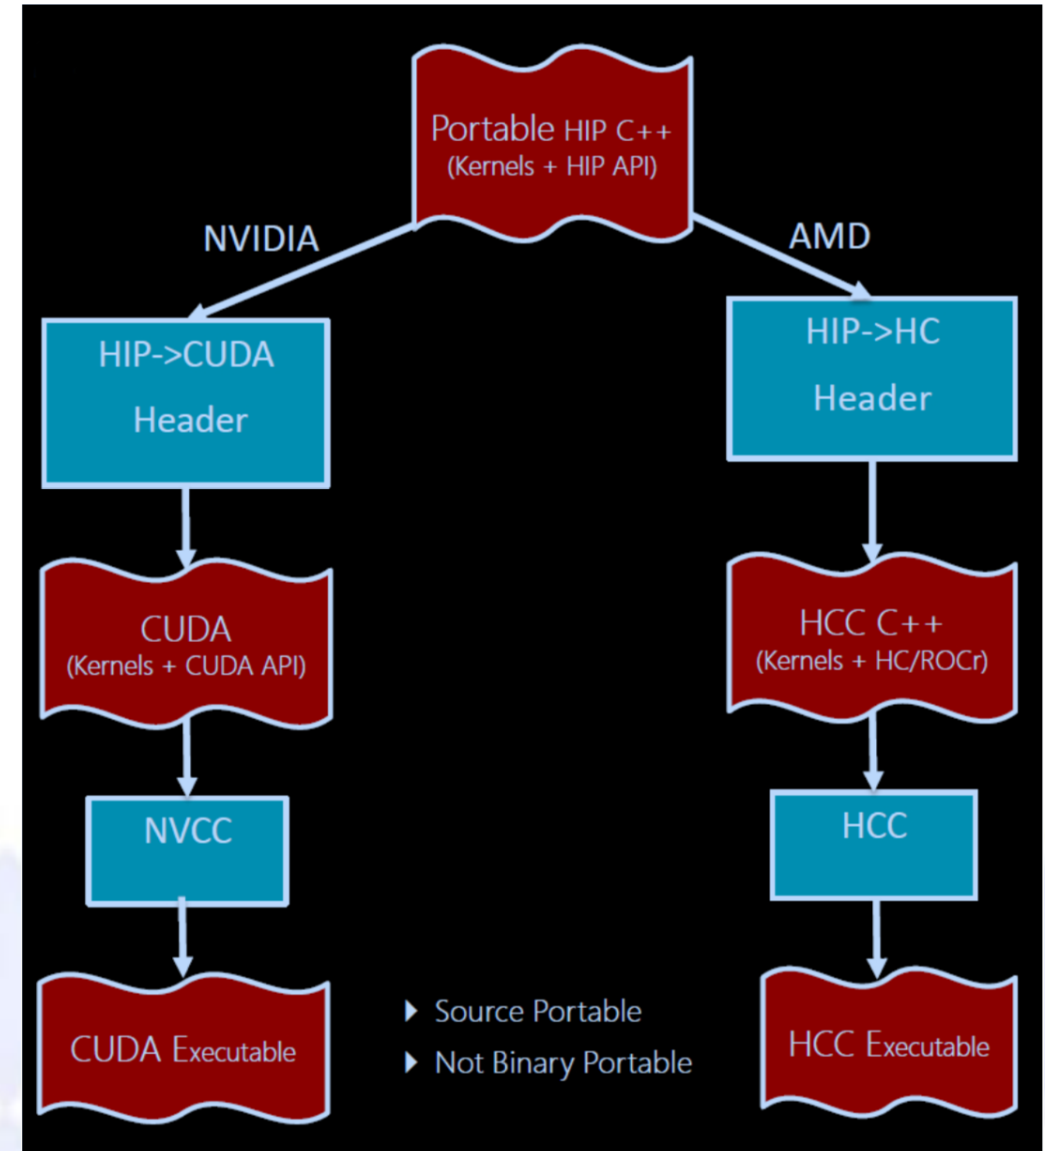 Portable HIP C++
(Kernels + HIP API)
NVIDIA
AMD
HIP->CUDA
Header
HIP->HC
Header
CUDA
(Kernels + CUDA API)
HCC C++
(Kernels + HC/ROCr)
NVCC
HCC
CUDA Executable
Source Portable
Not Binary Portable
HCC Executable